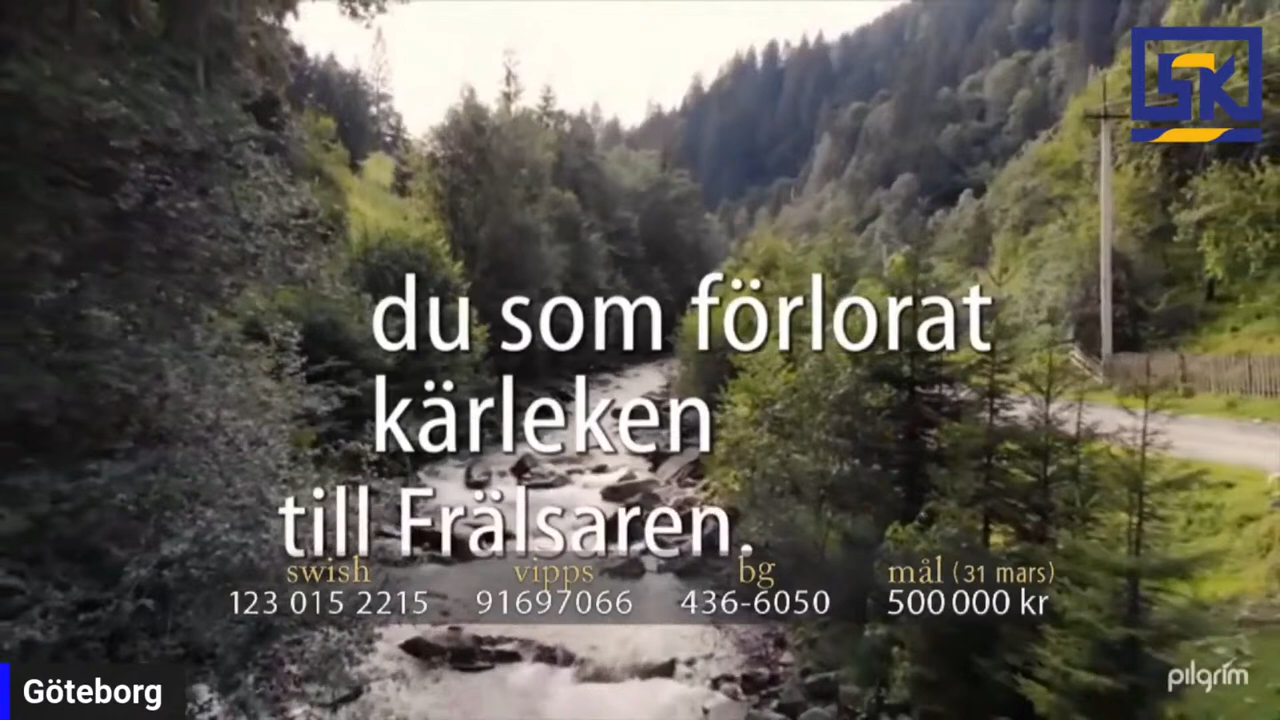 SK
du som förlorat
kärleken
till Frälsaren.
swish vipps bg mål (31 mars)
123 015 2215 91697066 436-6050 500 000 kr
Göteborg
pilgrim